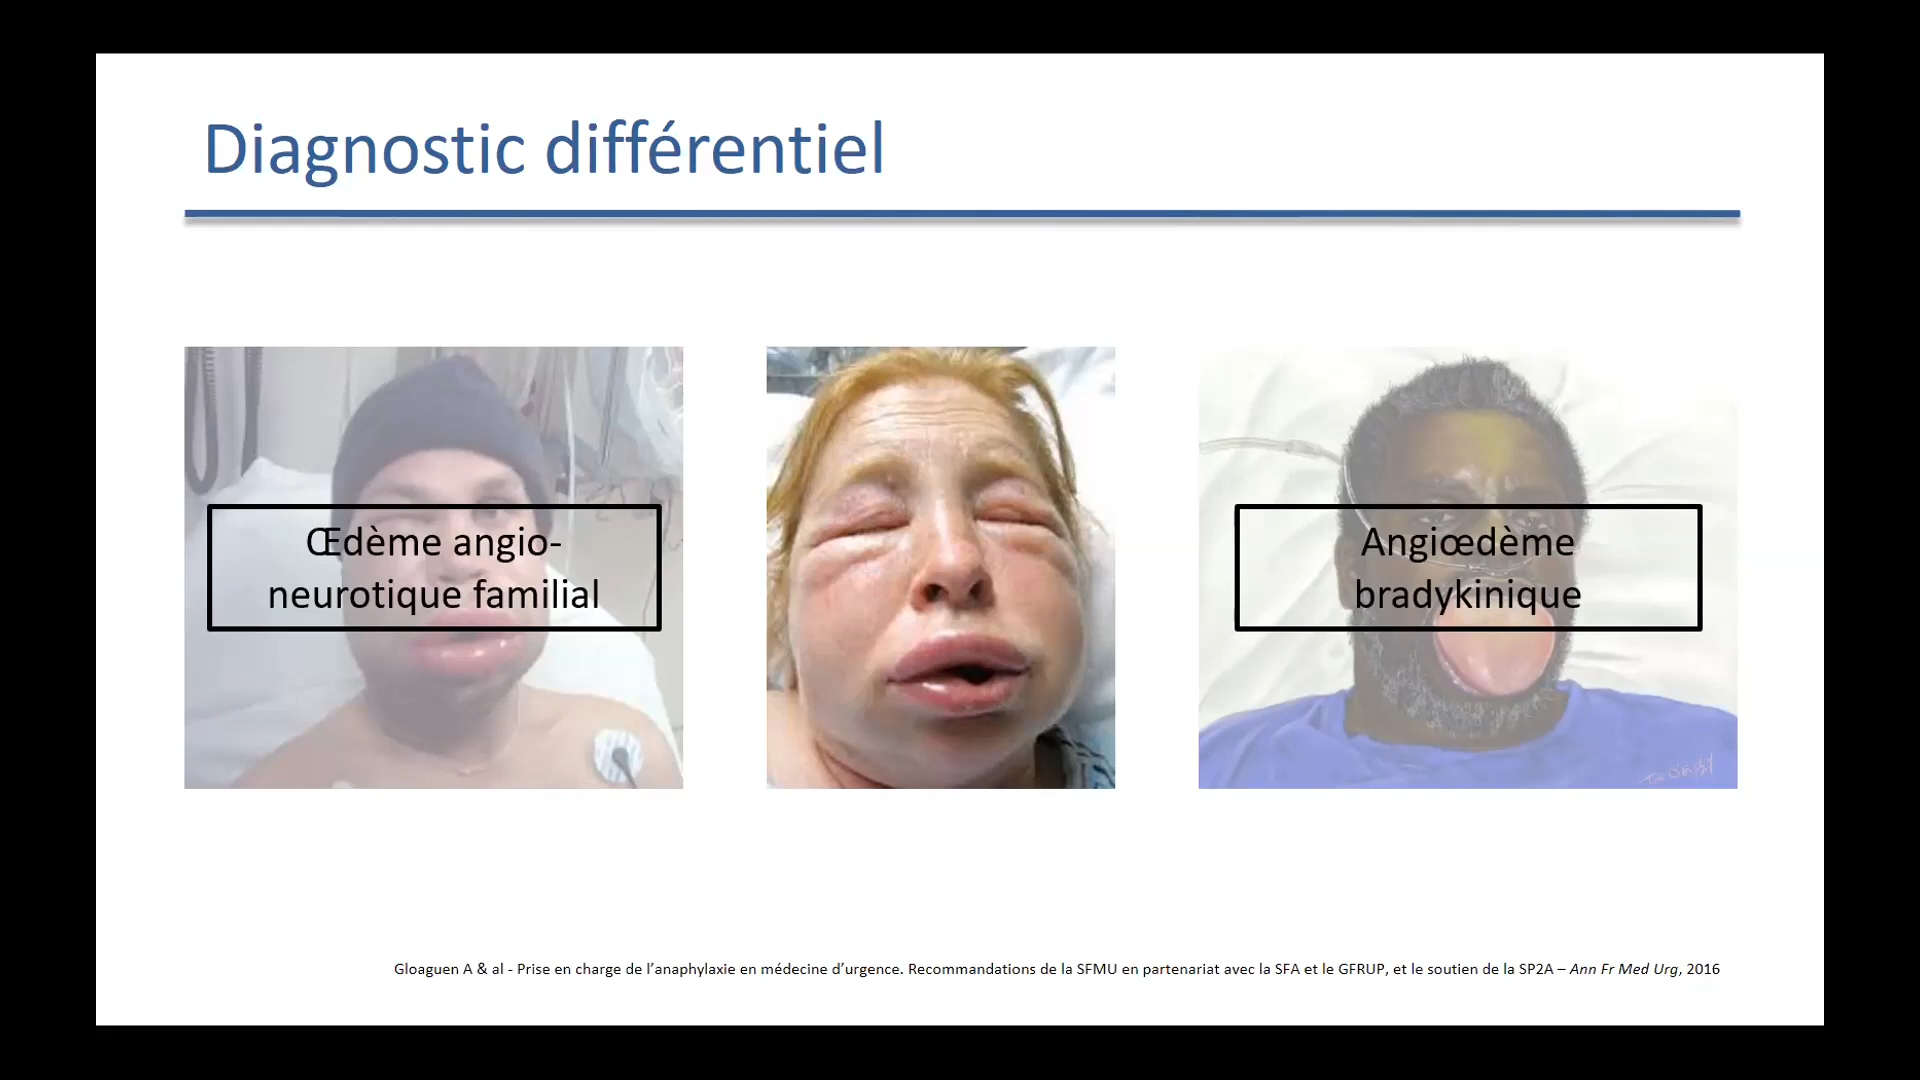 Diagnostic différentiel
Œdème angio-
neurotique familial
Angiœdème
bradykinique
Gloaguen A & al - Prise en charge de l’anaphylaxie en médecine d’urgence. Recommandations de la SFMU en partenariat avec la SFA et le GFRUP, et le soutien de la SP2A – Ann Fr Med Urg, 2016